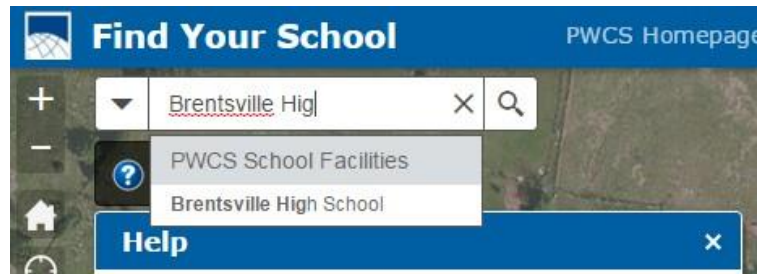 Find Your School
PWCS Homepage
Brentsville Hig
PWCS School Facilities
Brentsville High School
Help